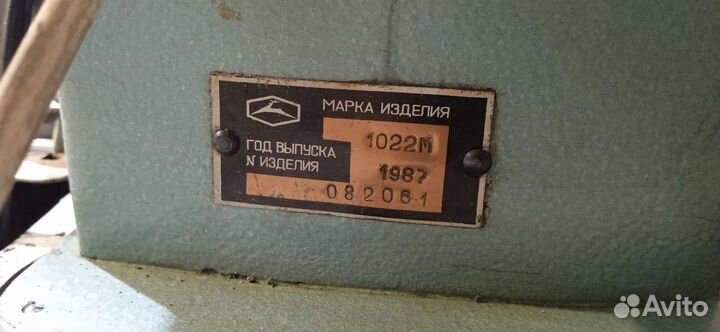 МАРКА ИЗДЕЛИЯ
1022М
ГОД ВЫПУСКА
1987
N ИЗДЕЛИЯ
082061
Avito